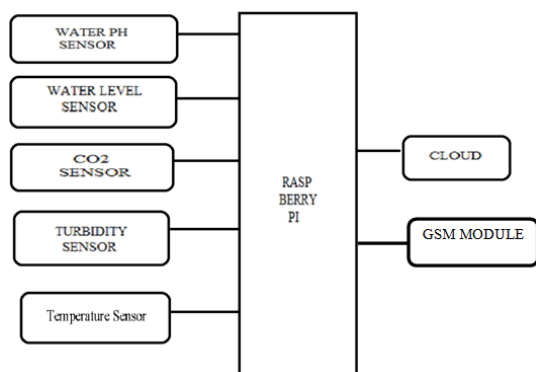 WATER PH
SENSOR
WATER LEVEL
SENSOR
CO2
SENSOR
TURBIDITY
SENSOR
Temperature Sensor
RASP
BERRY
PI
CLOUD
GSM MODULE